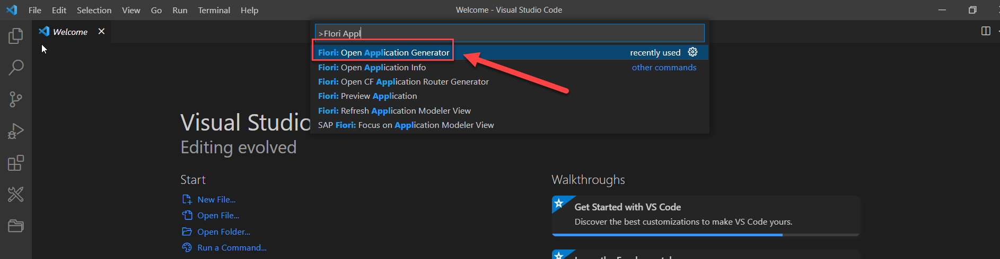 File Edit Selection View Go Run Terminal Help
Welcome - Visual Studio Code
Welcome
>FIori Appl
Fiori: Open Application Generator recently used
Fiori: Open Application Info other commands
Fiori: Open CF Application Router Generator
Fiori: Preview Application
Fiori: Refresh Application Modeler View
SAP Fiori: Focus on Application Modeler View
Visual Studio
Editing evolved
Start
New File...
Open File...
Open Folder...
Run a Command...
Walkthroughs
Get Started with VS Code
Discover the best customizations to make VS Code yours.